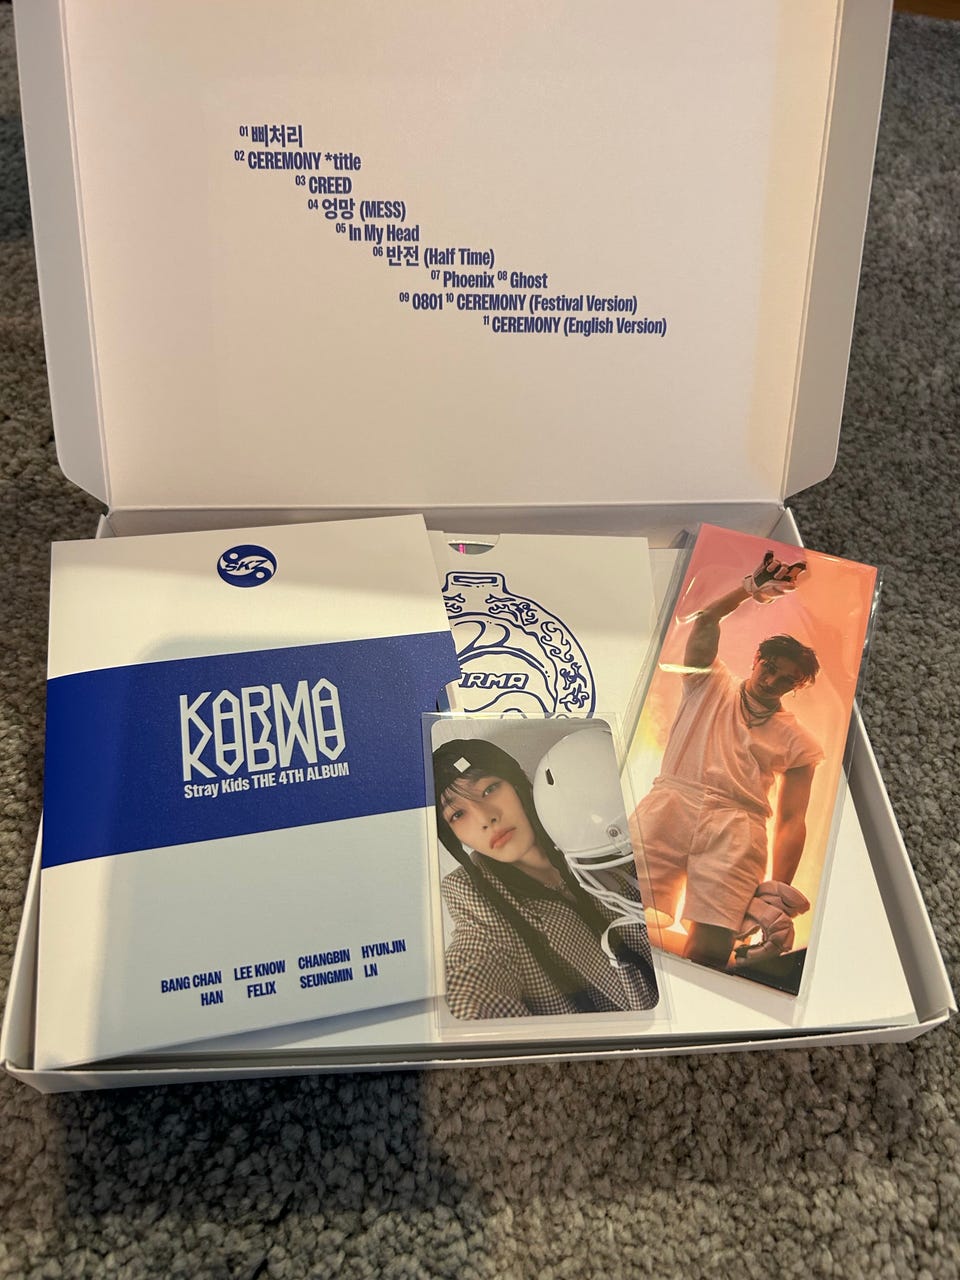 01 삐처리
02 CEREMONY *title
03 CREED
04 엉망 (MESS)
05 In My Head
06 반전 (Half Time)
07 Phoenix 08 Ghost
09 0801 10 CEREMONY (Festival Version)
11 CEREMONY (English Version)
SKZ
KARMA
Stray Kids THE 4TH ALBUM
BANG CHAN LEE KNOW CHANGBIN HYUNJIN
HAN FELIX SEUNGMIN I.N